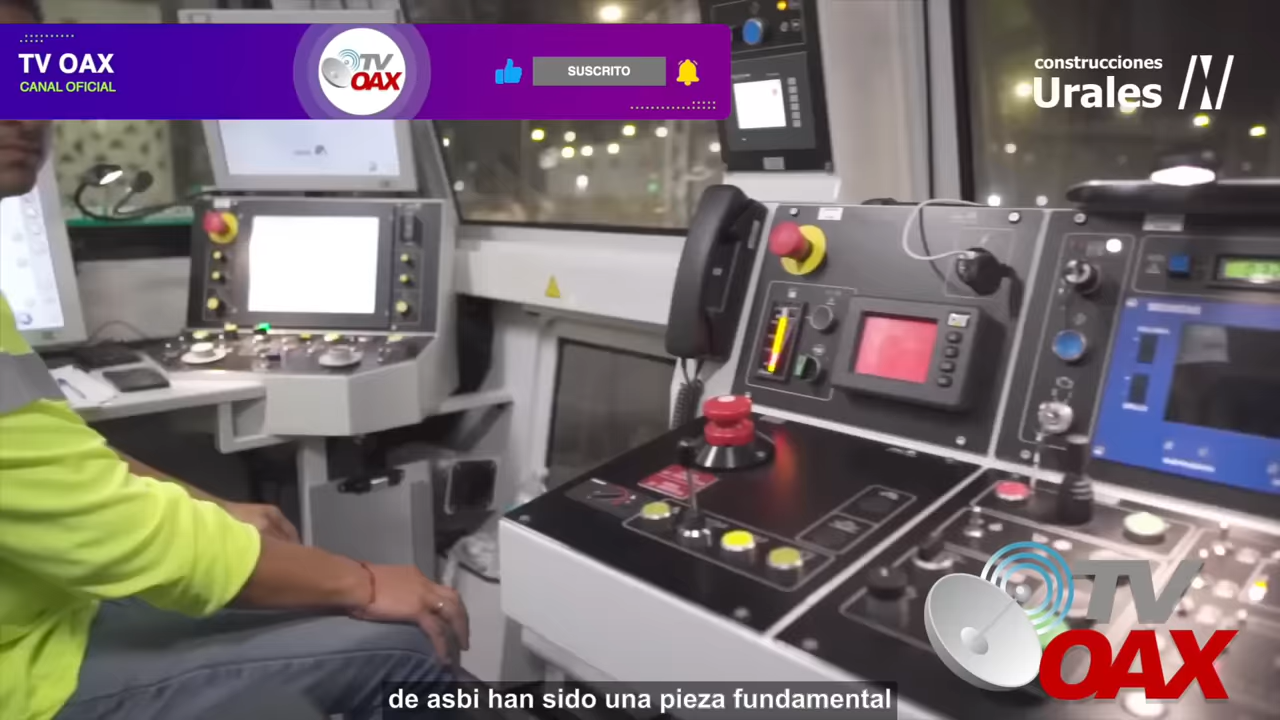 TV OAX
CANAL OFICIAL
TV
OAX
SUSCRITO
construcciones
Urales
TV
OAX
de asbi han sido una pieza fundamental